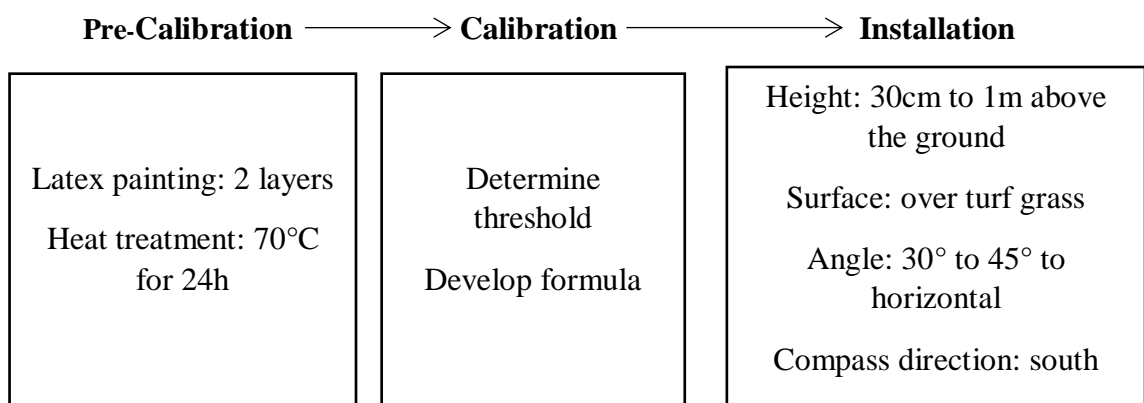 Pre-Calibration Calibration Installation
Latex painting: 2 layers
Heat treatment: 70°C
for 24h
Determine
threshold
Develop formula
Height: 30cm to 1m above
the ground
Surface: over turf grass
Angle: 30° to 45° to
horizontal
Compass direction: south